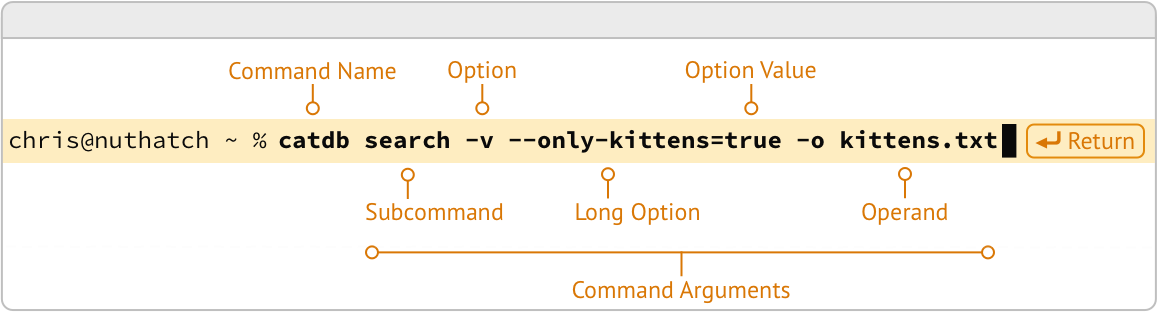 Command Name Option Option Value
chris@nuthatch ~ % catdb search -v --only-kittens=true -o kittens.txt Return
Subcommand Long Option Operand
Command Arguments